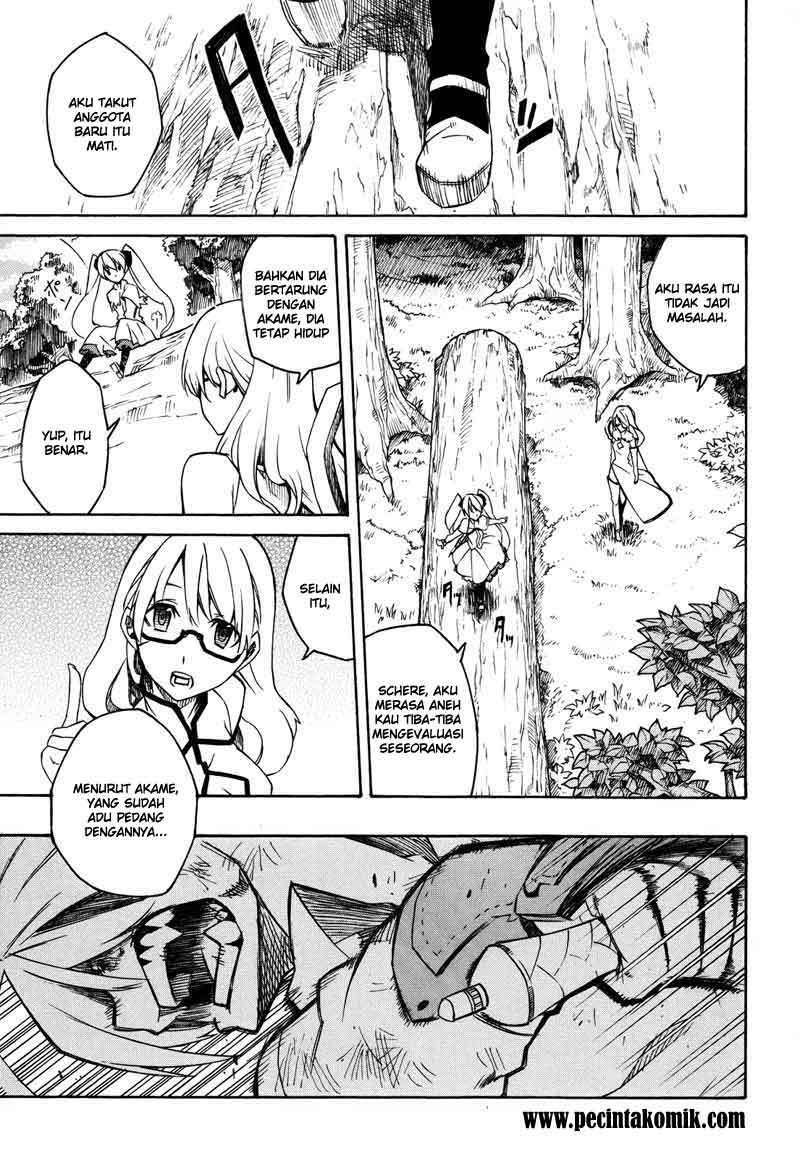 AKU TAKUT
ANGGOTA
BARU ITU
MATI.
AKU RASA ITU
TIDAK JADI
MASALAH.
SCHERE, AKU
MERASA ANEH
KAU TIBA-TIBA
MENGEVALUASI
SESEORANG.
BAHKAN DIA
BERTARUNG
DENGAN
AKAME, DIA
TETAP HIDUP
YUP, ITU
BENAR.
SELAIN
ITU,
MENURUT AKAME,
YANG SUDAH
ADU PEDANG
DENGANNYA...
www.pecintakomik.com